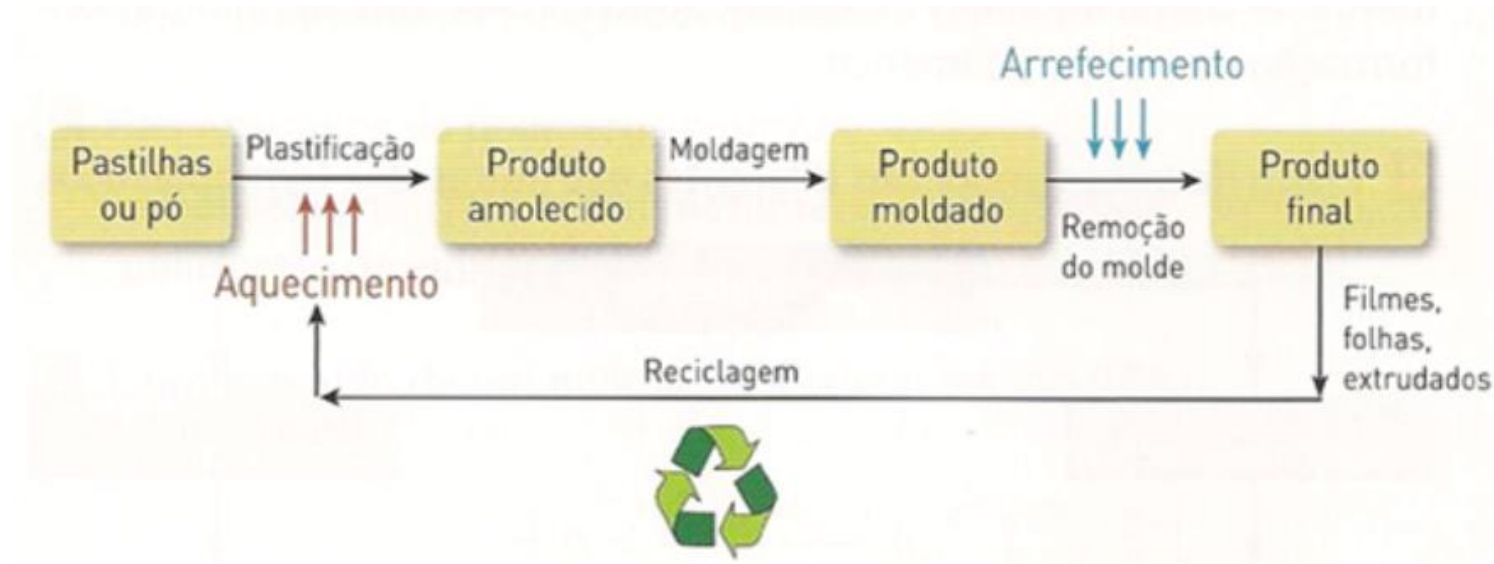 Arrefecimento
Pastilhas
ou pó
Plastificação
Produto
amolecido
Moldagem
Produto
moldado
Remoção
do molde
Produto
final
Aquecimento
Filmes,
folhas,
extrudados
Reciclagem